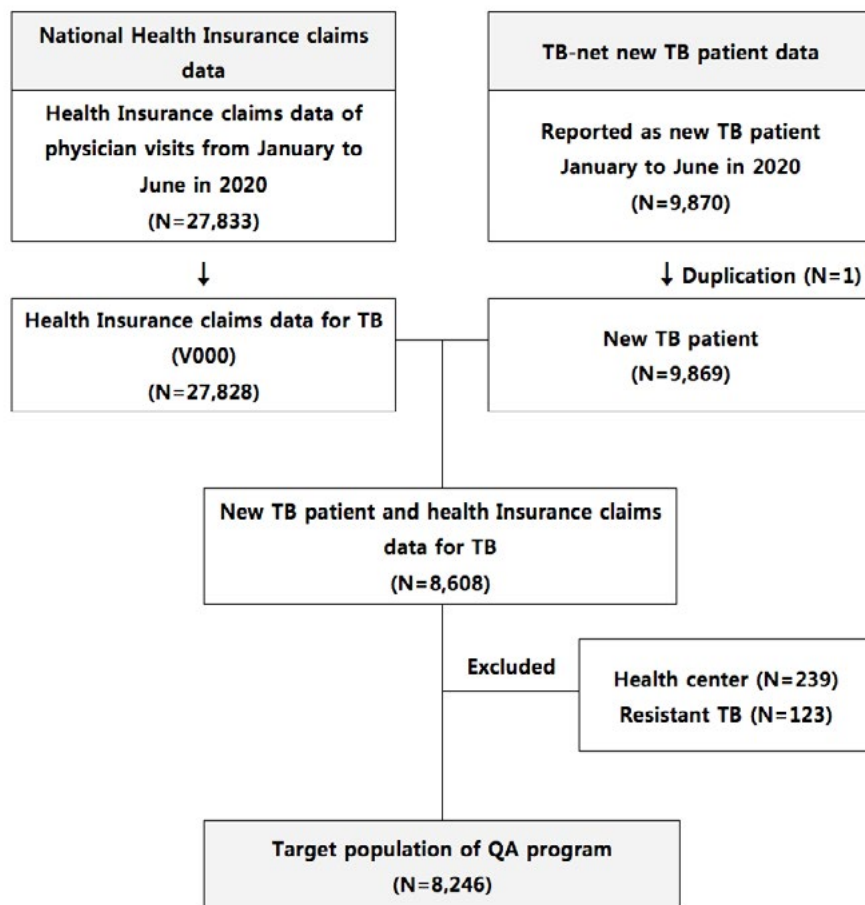 National Health Insurance claims
data
Health Insurance claims data of
physician visits from January to
June in 2020
(N=27,833)
TB-net new TB patient data
Reported as new TB patient
January to June in 2020
(N=9,870)
↓
↓ Duplication (N=1)
Health Insurance claims data for TB
(V000)
(N=27,828)
New TB patient
(N=9,869)
New TB patient and health Insurance claims
data for TB
(N=8,608)
Excluded
Health center (N=239)
Resistant TB (N=123)
Target population of QA program
(N=8,246)